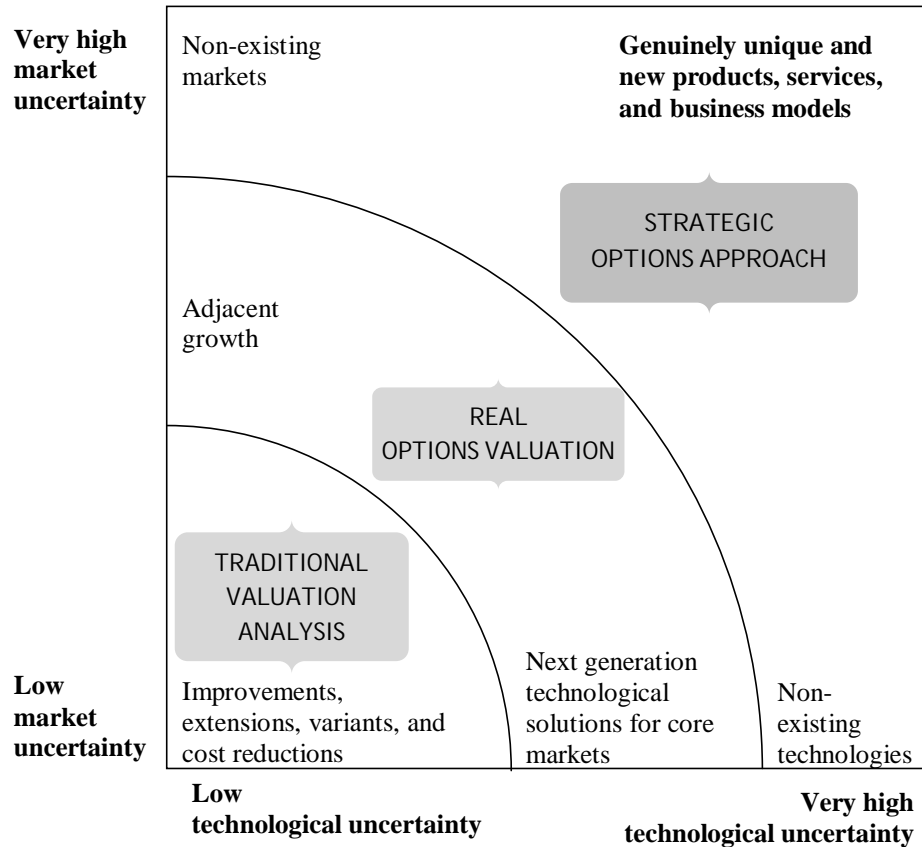 Very high
market
uncertainty
Non-existing
markets
Genuinely unique and
new products, services,
and business models
STRATEGIC
OPTIONS APPROACH
Adjacent
growth
REAL
OPTIONS VALUATION
TRADITIONAL
VALUATION
ANALYSIS
Low
market
uncertainty
Improvements,
extensions, variants, and
cost reductions
Next generation
technological
solutions for core
markets
Non-
existing
technologies
Low
technological uncertainty
Very high
technological uncertainty